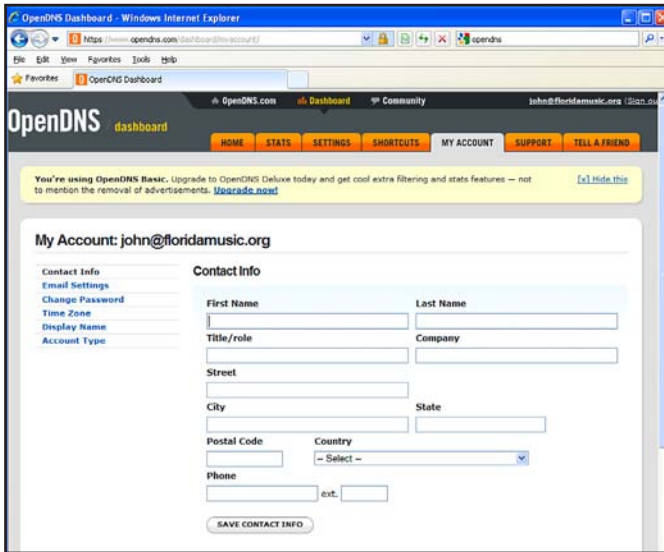 OpenDNS Dashboard - Windows Internet Explorer
https://www.opendns.com/dashboard/myaccount/
opendns
File Edit View Favorites Tools Help
Favorites OpenDNS Dashboard
OpenDNS.com Dashboard Community john@floridamusic.org (Sign ou
OpenDNS / dashboard
HOME STATS SETTINGS SHORTCUTS MY ACCOUNT SUPPORT TELL A FRIEND
You're using OpenDNS Basic. Upgrade to OpenDNS Deluxe today and get cool extra filtering and stats features — not [x] Hide this
to mention the removal of advertisements. Upgrade now!
My Account: john@floridamusic.org
Contact Info
Email Settings
Change Password
Time Zone
Display Name
Account Type
Contact Info
First Name Last Name
Title/role Company
Street
City State
Postal Code Country
-- Select --
Phone
ext.
SAVE CONTACT INFO